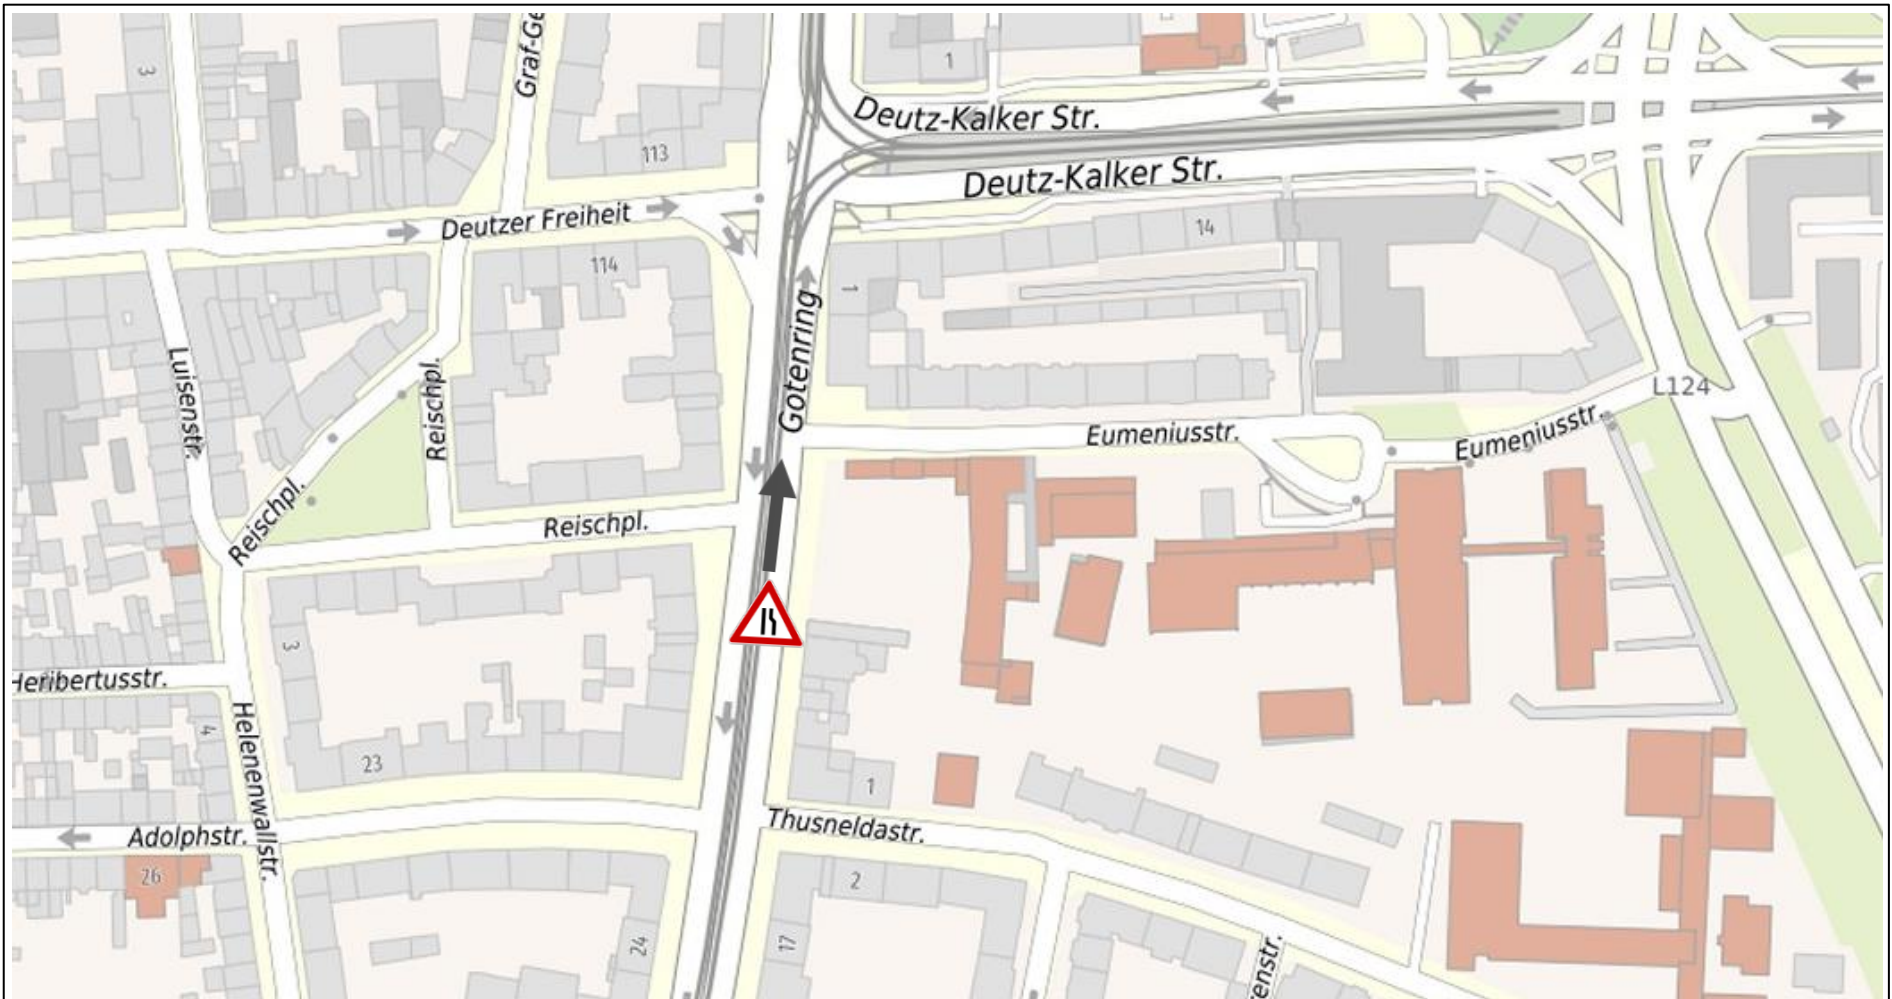 Graf-Ge
3
1
Deutz-Kalker Str.
113
Deutz-Kalker Str.
Deutzer Freiheit
14
114
1
Gotenring
Luisenstr.
Reischpl.
L124
Eumeniusstr.
Eumeniusstr.
Reischpl.
Reischpl.
3
Heribertusstr.
4
Helenenwallstr.
23
1
Adolphstr.
Thusneldastr.
26
2
24
17
enstr.